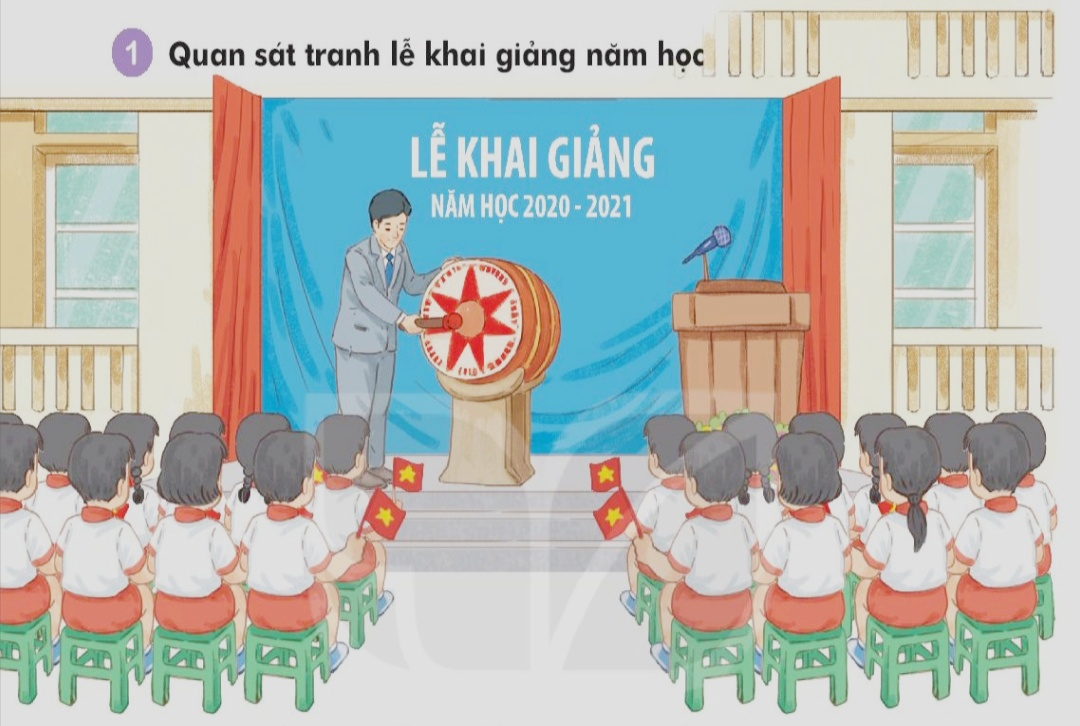 1 Quan sát tranh lễ khai giảng năm học
LỄ KHAI GIẢNG
NĂM HỌC 2020 - 2021